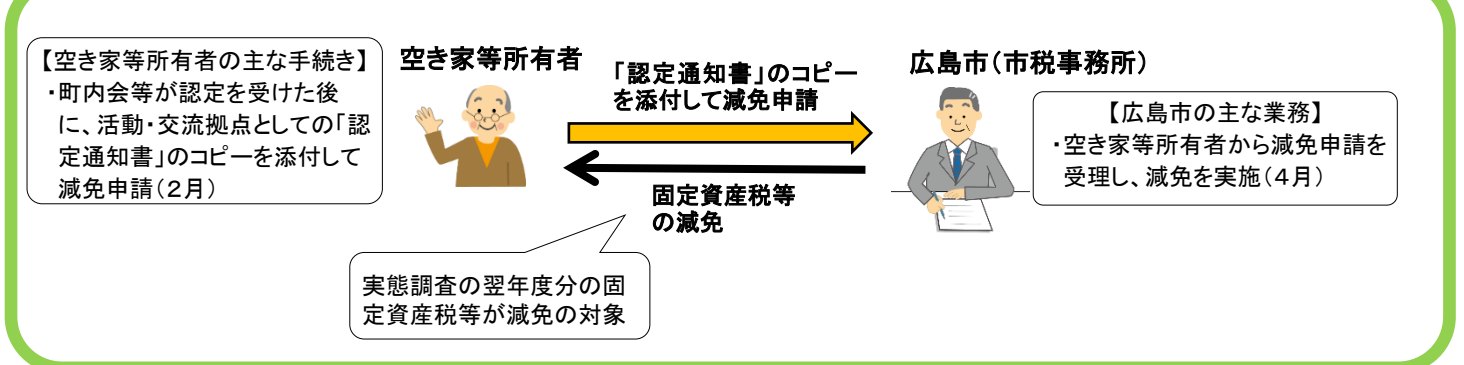 【空き家等所有者の主な手続き】
・町内会等が認定を受けた後
に、活動・交流拠点としての「認
定通知書」のコピーを添付して
減免申請（２月）
空き家等所有者
「認定通知書」のコピー
を添付して減免申請
固定資産税等
の減免
実態調査の翌年度分の固
定資産税等が減免の対象
広島市（市税事務所）
【広島市の主な業務】
・空き家等所有者から減免申請を
受理し、減免を実施（４月）